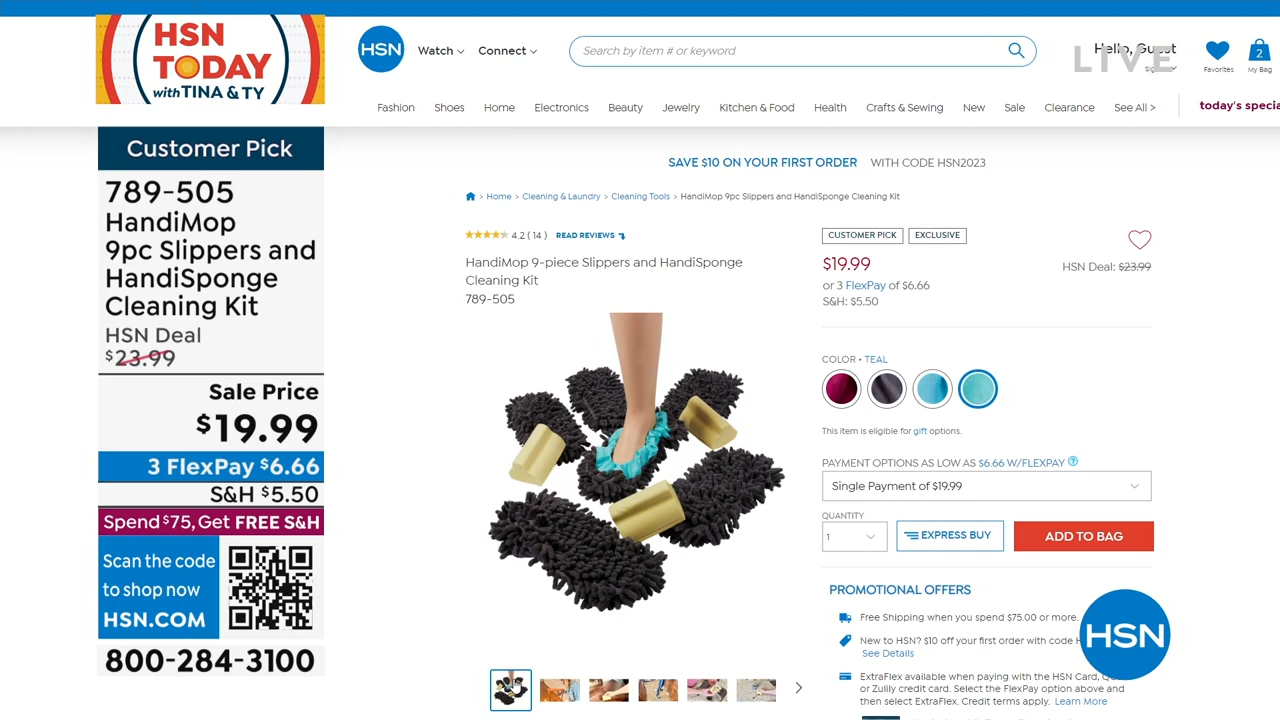 HSN
TODAY
with TINA & TY
HSN
Watch
Connect
Search by item # or keyword
Hello, Guest
LIVE
Favorites
2
My Bag
Fashion
Shoes
Home
Electronics
Beauty
Jewelry
Kitchen & Food
Health
Crafts & Sewing
New
Sale
Clearance
See All >
today's specia
Customer Pick
789-505
HandiMop
9pc Slippers and
HandiSponge
Cleaning Kit
HSN Deal
$23.99
Sale Price
$19.99
3 FlexPay $6.66
S&H $5.50
Spend $75, Get FREE S&H
Scan the code
to shop now
HSN.COM
800-284-3100
SAVE $10 ON YOUR FIRST ORDER WITH CODE HSN2023
> Home > Cleaning & Laundry > Cleaning Tools > HandiMop 9pc Slippers and HandiSponge Cleaning Kit
4.2 ( 14 ) READ REVIEWS
HandiMop 9-piece Slippers and HandiSponge
Cleaning Kit
789-505
CUSTOMER PICK
EXCLUSIVE
$19.99
HSN Deal: $23.99
or 3 FlexPay of $6.66
S&H: $5.50
COLOR • TEAL
This item is eligible for gift options.
PAYMENT OPTIONS AS LOW AS $6.66 W/FLEXPAY ?
Single Payment of $19.99
QUANTITY
1
EXPRESS BUY
ADD TO BAG
PROMOTIONAL OFFERS
Free Shipping when you spend $75.00 or more.
New to HSN? $10 off your first order with code
See Details
ExtraFlex available when paying with the HSN Card,
or Zulily credit card. Select the FlexPay option above and
then select ExtraFlex. Credit terms apply. Learn More
HSN